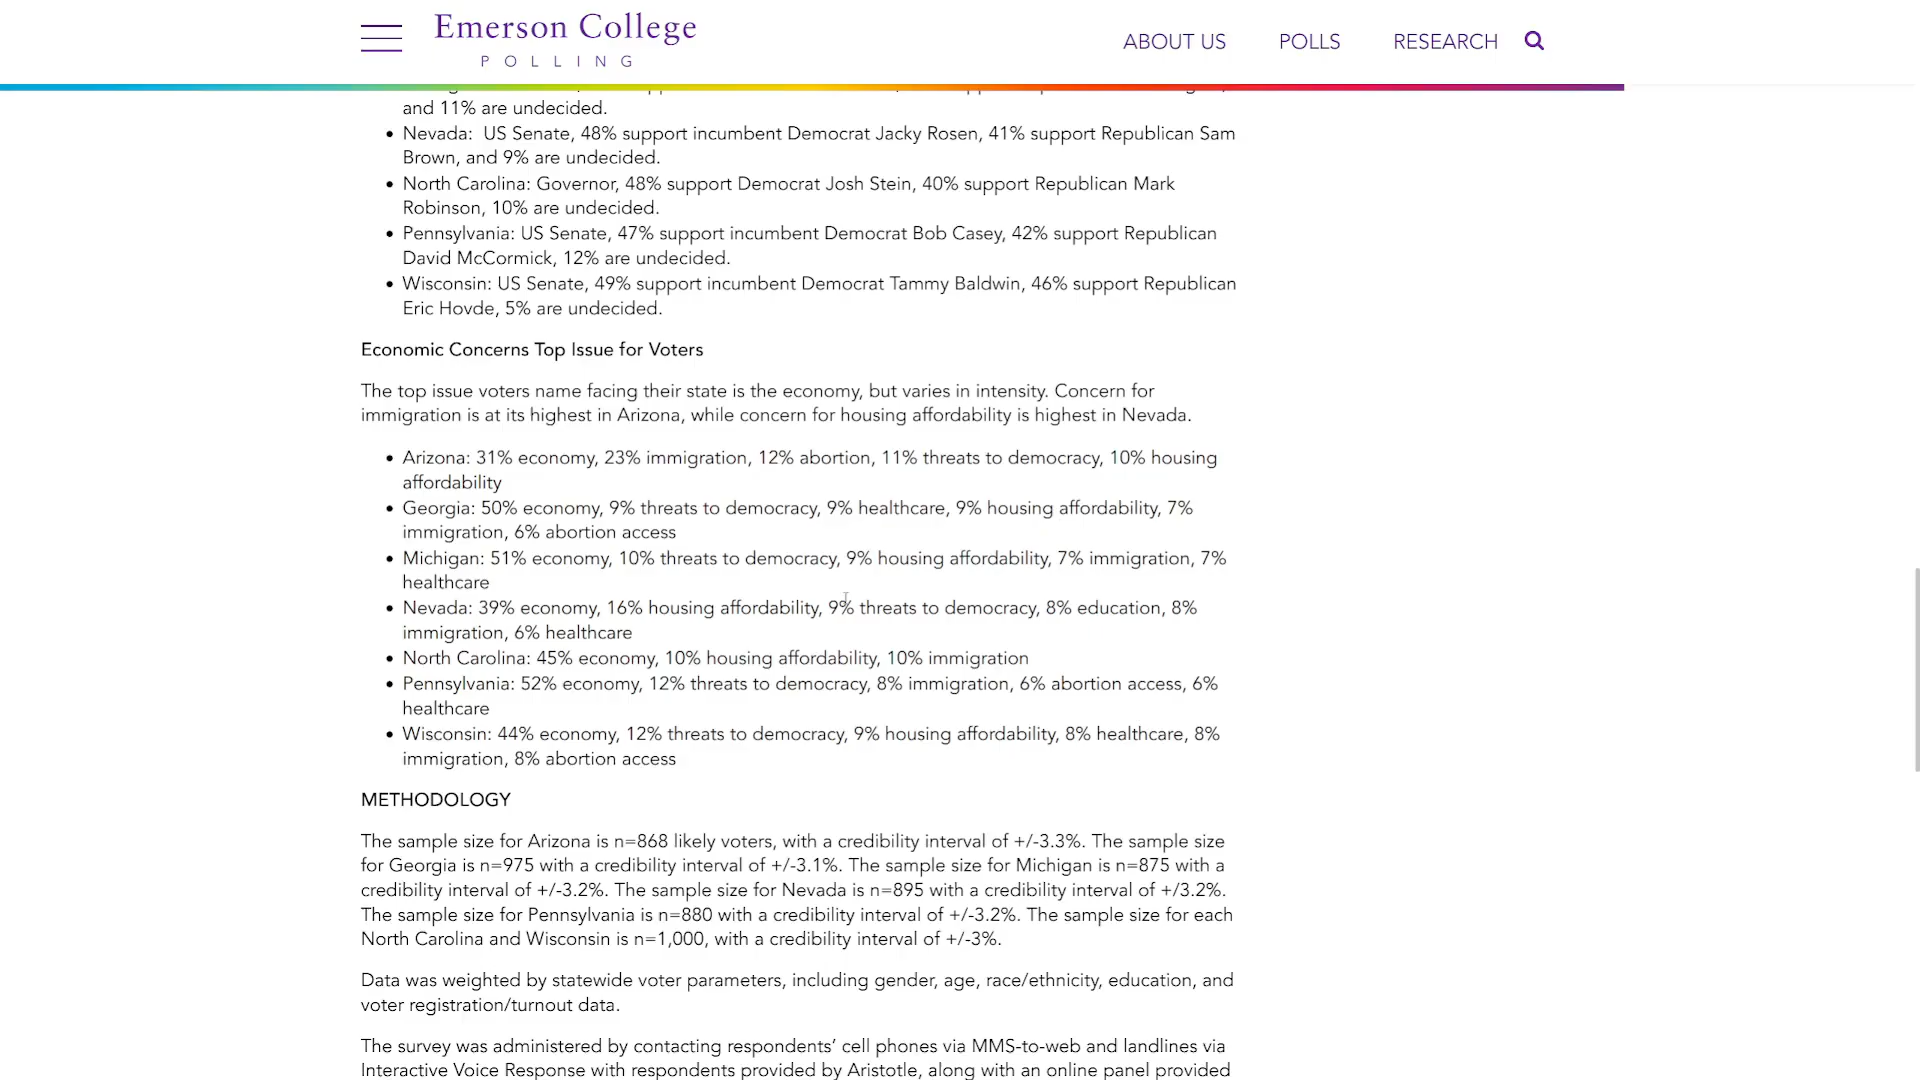 Emerson College
POLLING
ABOUT US
POLLS
RESEARCH
and 11% are undecided.
• Nevada:  US Senate, 48% support incumbent Democrat Jacky Rosen, 41% support Republican Sam
Brown, and 9% are undecided.
• North Carolina: Governor, 48% support Democrat Josh Stein, 40% support Republican Mark
Robinson, 10% are undecided.
• Pennsylvania: US Senate, 47% support incumbent Democrat Bob Casey, 42% support Republican
David McCormick, 12% are undecided.
• Wisconsin: US Senate, 49% support incumbent Democrat Tammy Baldwin, 46% support Republican
Eric Hovde, 5% are undecided.
Economic Concerns Top Issue for Voters
The top issue voters name facing their state is the economy, but varies in intensity. Concern for
immigration is at its highest in Arizona, while concern for housing affordability is highest in Nevada.
• Arizona: 31% economy, 23% immigration, 12% abortion, 11% threats to democracy, 10% housing
affordability
• Georgia: 50% economy, 9% threats to democracy, 9% healthcare, 9% housing affordability, 7%
immigration, 6% abortion access
• Michigan: 51% economy, 10% threats to democracy, 9% housing affordability, 7% immigration, 7%
healthcare
• Nevada: 39% economy, 16% housing affordability, 9% threats to democracy, 8% education, 8%
immigration, 6% healthcare
• North Carolina: 45% economy, 10% housing affordability, 10% immigration
• Pennsylvania: 52% economy, 12% threats to democracy, 8% immigration, 6% abortion access, 6%
healthcare
• Wisconsin: 44% economy, 12% threats to democracy, 9% housing affordability, 8% healthcare, 8%
immigration, 8% abortion access
METHODOLOGY
The sample size for Arizona is n=868 likely voters, with a credibility interval of +/-3.3%. The sample size
for Georgia is n=975 with a credibility interval of +/-3.1%. The sample size for Michigan is n=875 with a
credibility interval of +/-3.2%. The sample size for Nevada is n=895 with a credibility interval of +/3.2%.
The sample size for Pennsylvania is n=880 with a credibility interval of +/-3.2%. The sample size for each
North Carolina and Wisconsin is n=1,000, with a credibility interval of +/-3%.
Data was weighted by statewide voter parameters, including gender, age, race/ethnicity, education, and
voter registration/turnout data.
The survey was administered by contacting respondents’ cell phones via MMS-to-web and landlines via
Interactive Voice Response with respondents provided by Aristotle, along with an online panel provided